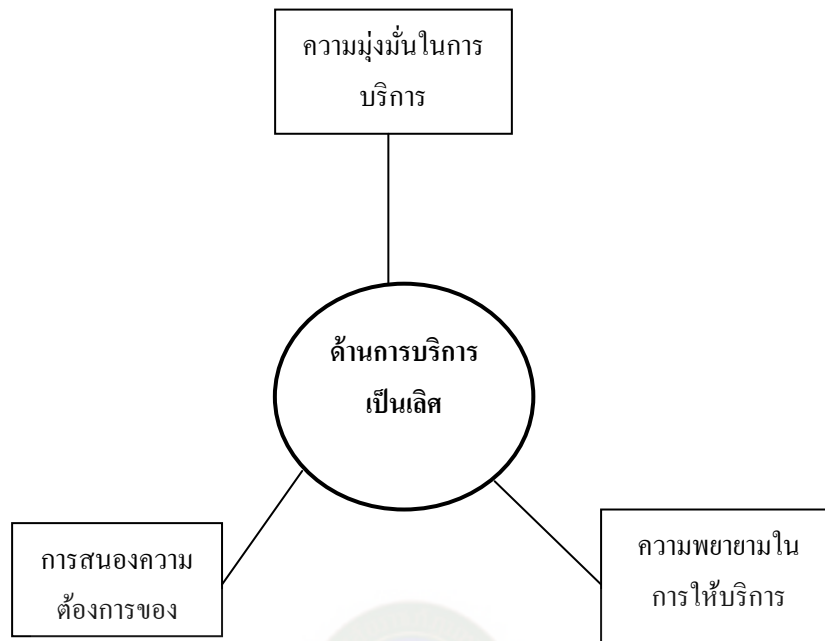 ความมุ่งมั่นในการ
บริการ
ด้านการบริการ
เป็นเลิศ
การสนองความ
ต้องการของ
ความพยายามใน
การให้บริการ